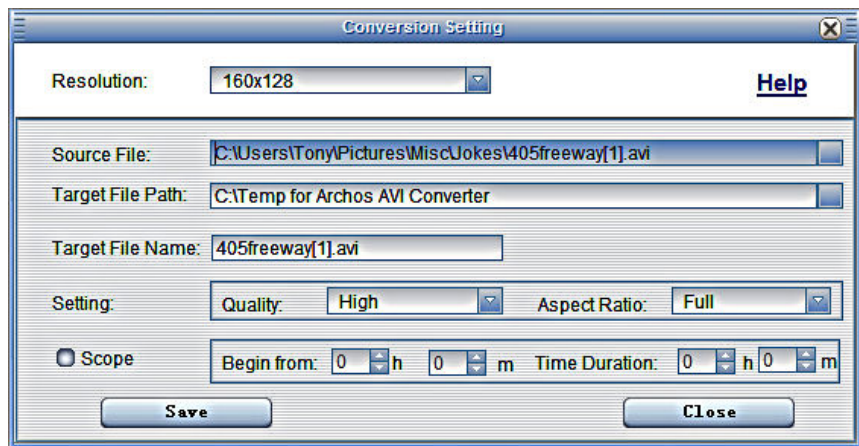 Conversion Setting
Resolution: 160x128 Help
Source File: C:\Users\Tony\Pictures\Misc\Jokes\405freeway[1].avi
Target File Path: C:\Temp for Archos AVI Converter
Target File Name: 405freeway[1].avi
Setting: Quality: High Aspect Ratio: Full
Scope Begin from: 0 h 0 m Time Duration: 0 h 0 m
Save Close